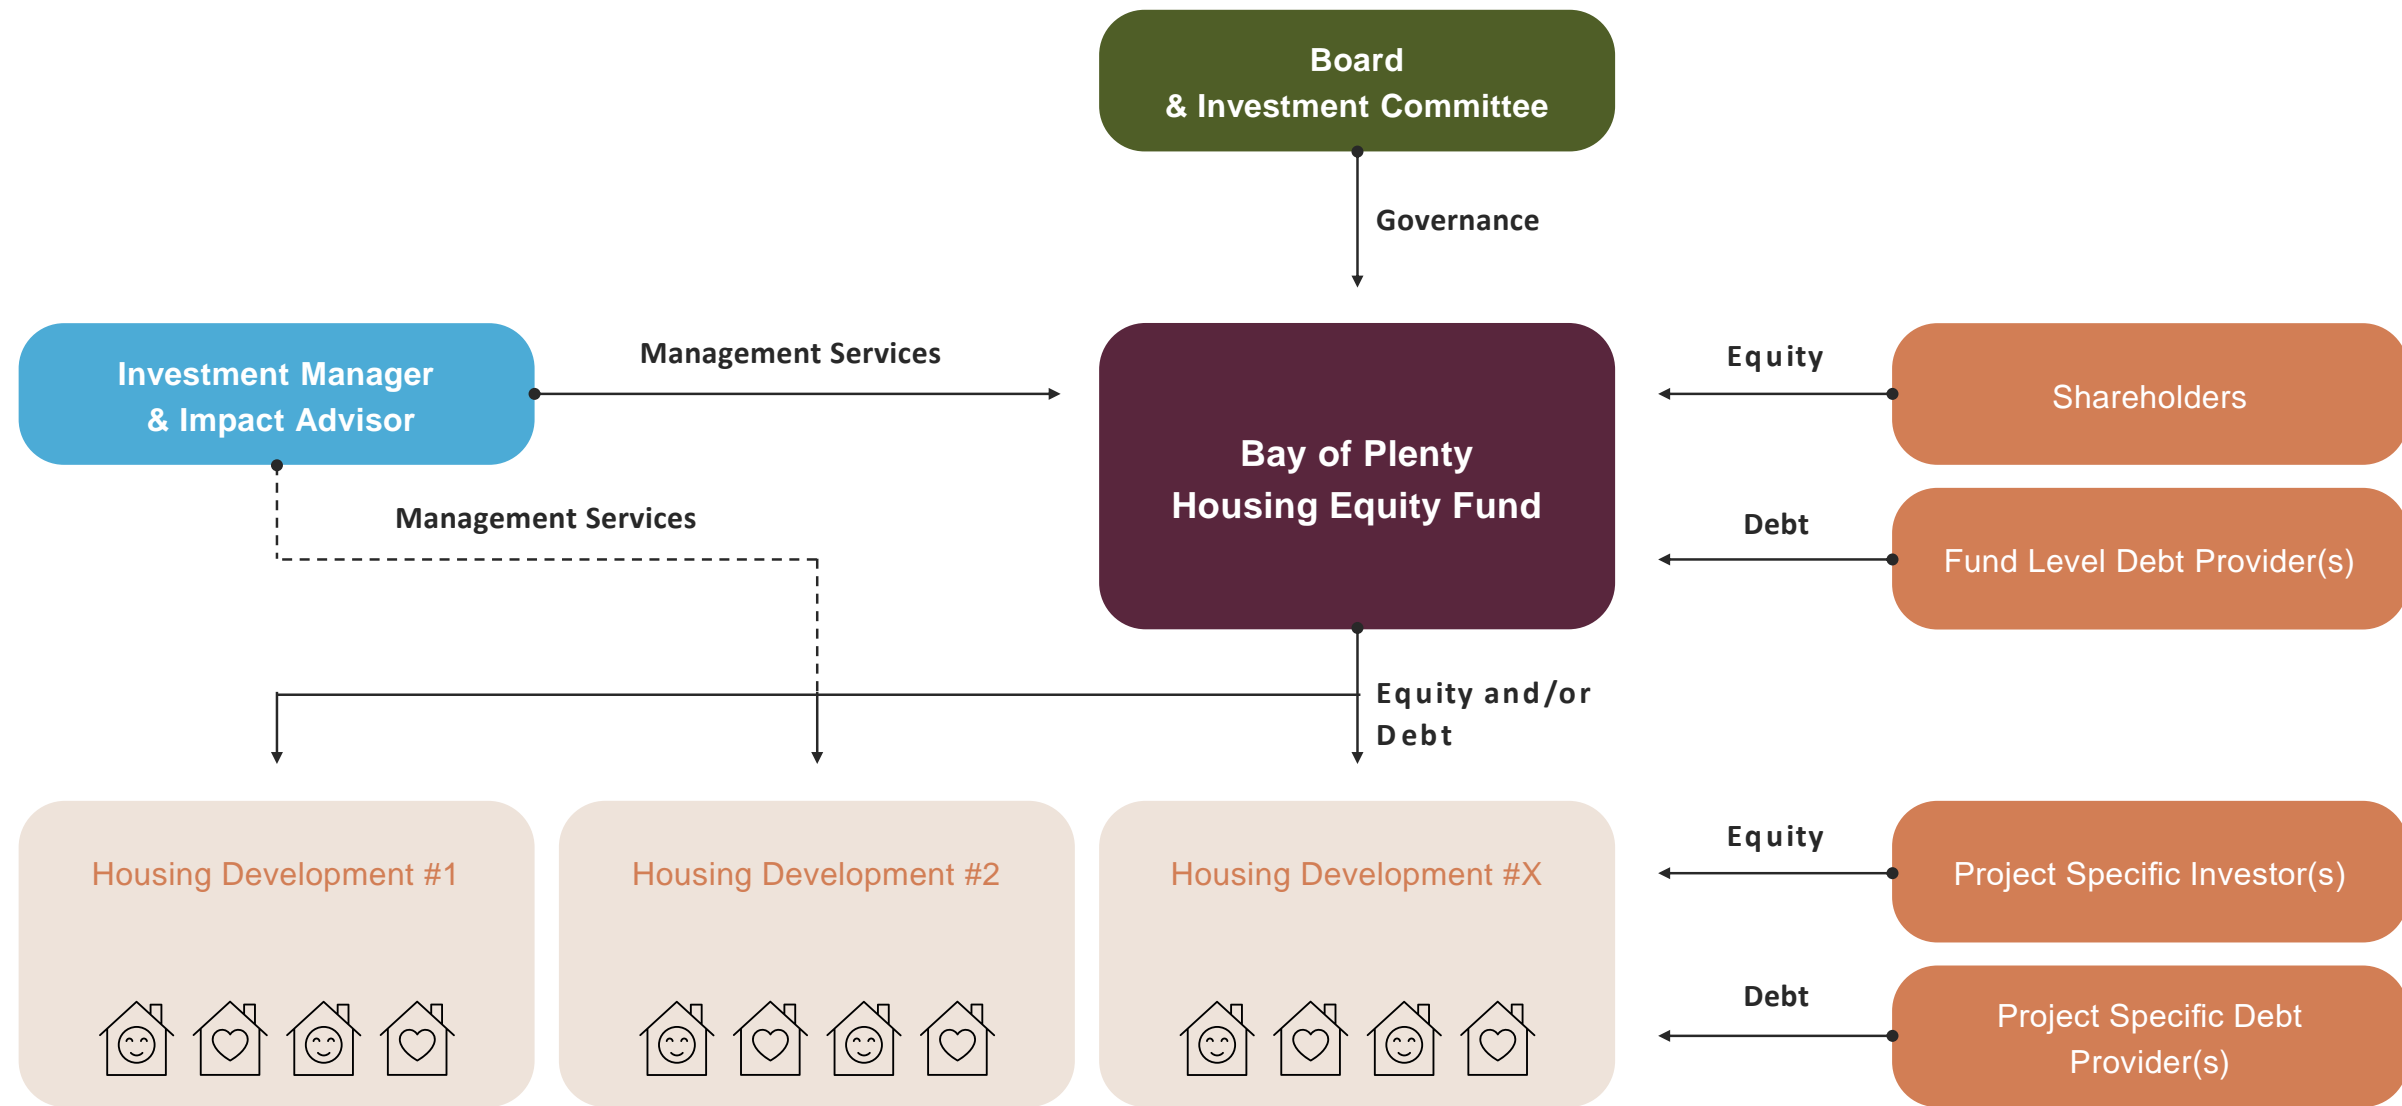 Board
& Investment Committee
Governance
Investment Manager
& Impact Advisor
Management Services
Bay of Plenty
Housing Equity Fund
Equity
Shareholders
Management Services
Debt
Fund Level Debt Provider(s)
Equity and/or
Debt
Housing Development #1
Housing Development #2
Housing Development #X
Equity
Project Specific Investor(s)
Debt
Project Specific Debt
Provider(s)